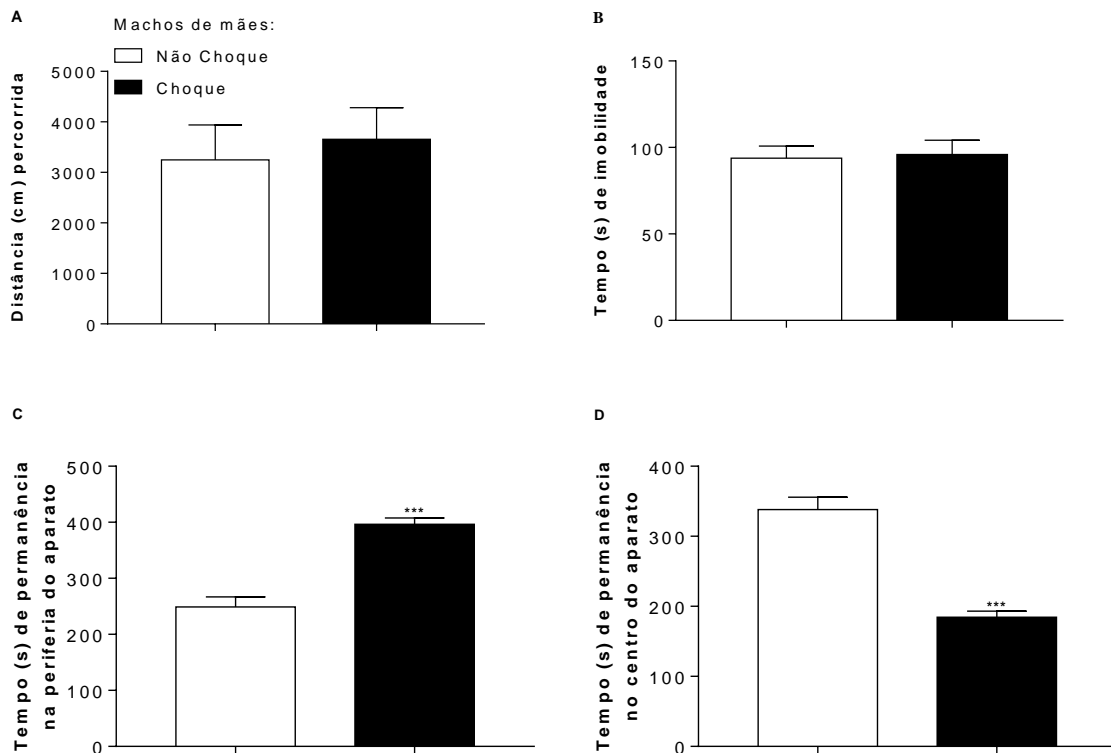 A
Machos de mães:
Não Choque
Choque
Distância (cm) percorrida
5000
4000
3000
2000
1000
0
B
Tempo (s) de imobilidade
150
100
50
0
C
Tempo (s) de permanência
na periferia do aparato
500
400
300
200
100
0
***
D
Tempo (s) de permanência
no centro do aparato
400
300
200
100
0
***